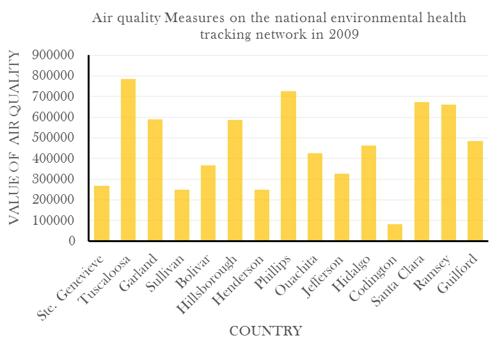 Air quality Measures on the national environmental health
tracking network in 2009
VALUE OF AIR QUALITY
900000
800000
700000
600000
500000
400000
300000
200000
100000
0
Ste. Genevieve
Tuscaloosa
Garland
Sullivan
Bolivar
Hillsborough
Henderson
Phillips
Ouachita
Jefferson
Hidalgo
Codington
Santa Clara
Ramsey
Guilford
COUNTRY